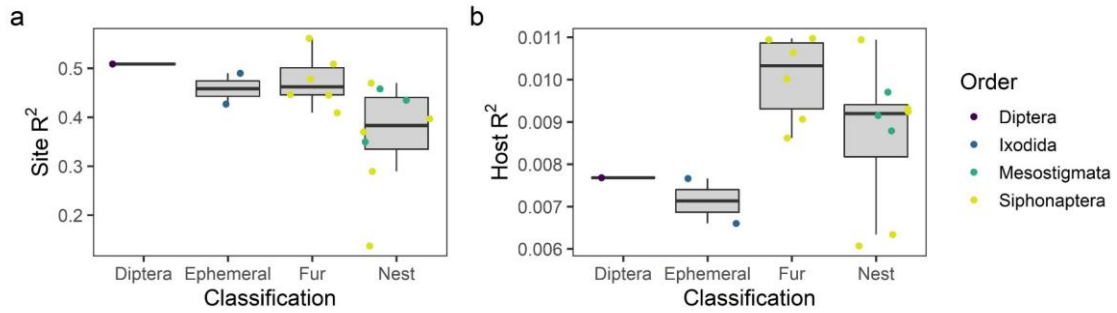 a
Site R²
0.5
0.4
0.3
0.2
Diptera Ephemeral Fur Nest
Classification
b
Host R²
0.011
0.010
0.009
0.008
0.007
0.006
Diptera Ephemeral Fur Nest
Classification
Order
Diptera
Ixodida
Mesostigmata
Siphonaptera